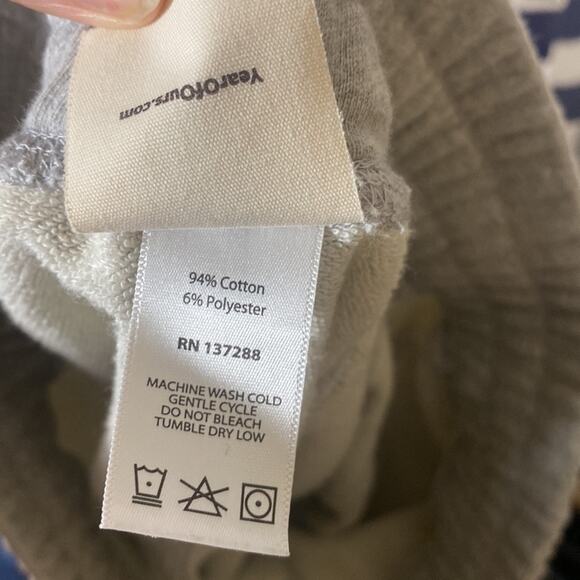 YearOfOurs.com
94% Cotton
6% Polyester
RN 137288
MACHINE WASH COLD
GENTLE CYCLE
DO NOT BLEACH
TUMBLE DRY LOW